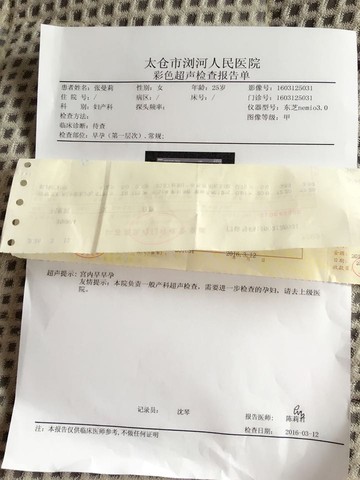 太仓市浏河人民医院
彩色超声检查报告单
患者姓名：张曼莉 性别：女 年龄：25岁 影像号：1603125031
住 院 号：/ 病区：/ 床号：/ 门诊号：1603125031
科 别：妇产科 探头频率： 仪器型号：东芝nemio3.0
检查方法： 图像等级：甲
临床诊断：待查
检查部位：早孕（第一层次）,常规；
超声提示：宫内早早孕
友情提示：本院负责一般产科超声检查，需要进一步检查的孕妇，请去上级医
院。
记录员： 沈琴 报告医师： 陈莉
注：本报告仅供临床医师参考,不做任何证明 检查日期： 2016-03-12